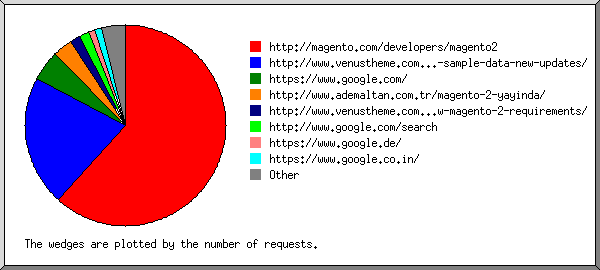 http://magento.com/developers/magento2
http://www.venustheme.com...-sample-data-new-updates/
https://www.google.com/
http://www.ademaltan.com.tr/magento-2-yayinda/
http://www.venustheme.com...w-magento-2-requirements/
http://www.google.com/search
https://www.google.de/
https://www.google.co.in/
Other
The wedges are plotted by the number of requests.